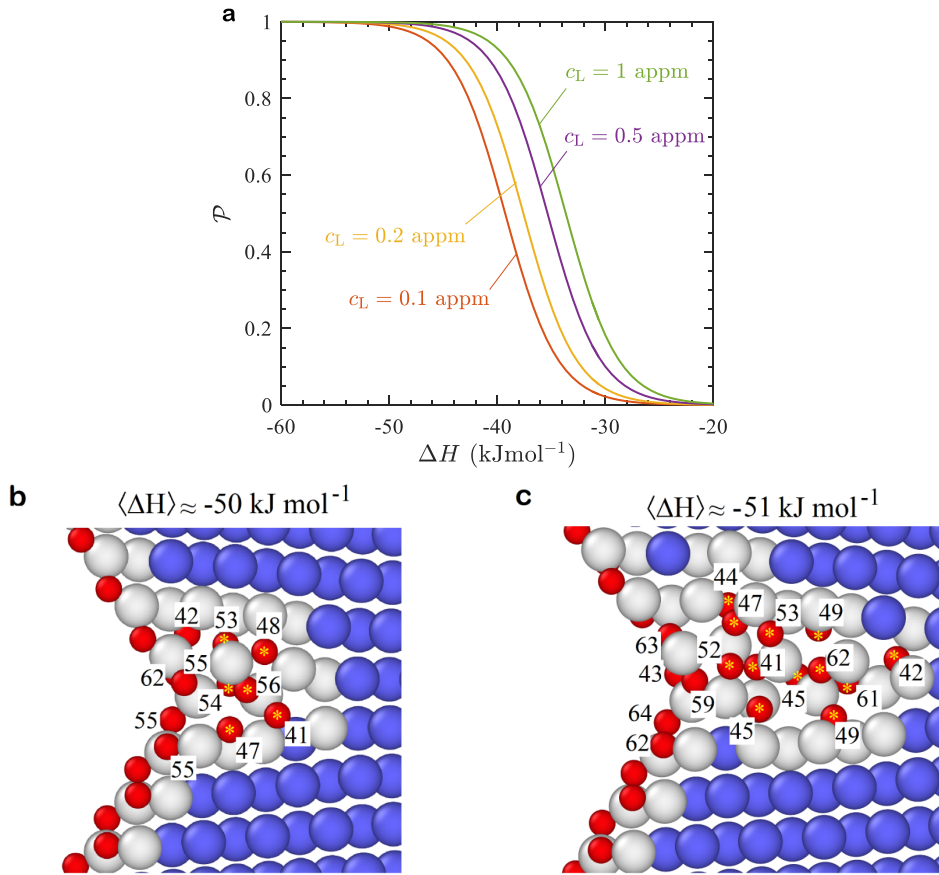 a
1
0.8
0.6
0.4
0.2
0
𝒫
c_L = 1 appm
c_L = 0.5 appm
c_L = 0.2 appm
c_L = 0.1 appm
-60 -50 -40 -30 -20
ΔH (kJmol⁻¹)
b
⟨ΔH⟩ ≈ -50 kJ mol⁻¹
42 53 48
55
62 54 56
55
55 47 41
c
⟨ΔH⟩ ≈ -51 kJ mol⁻¹
44
47 53 49
63 52
43 41 62 42
59 45 61
64 45 49
62